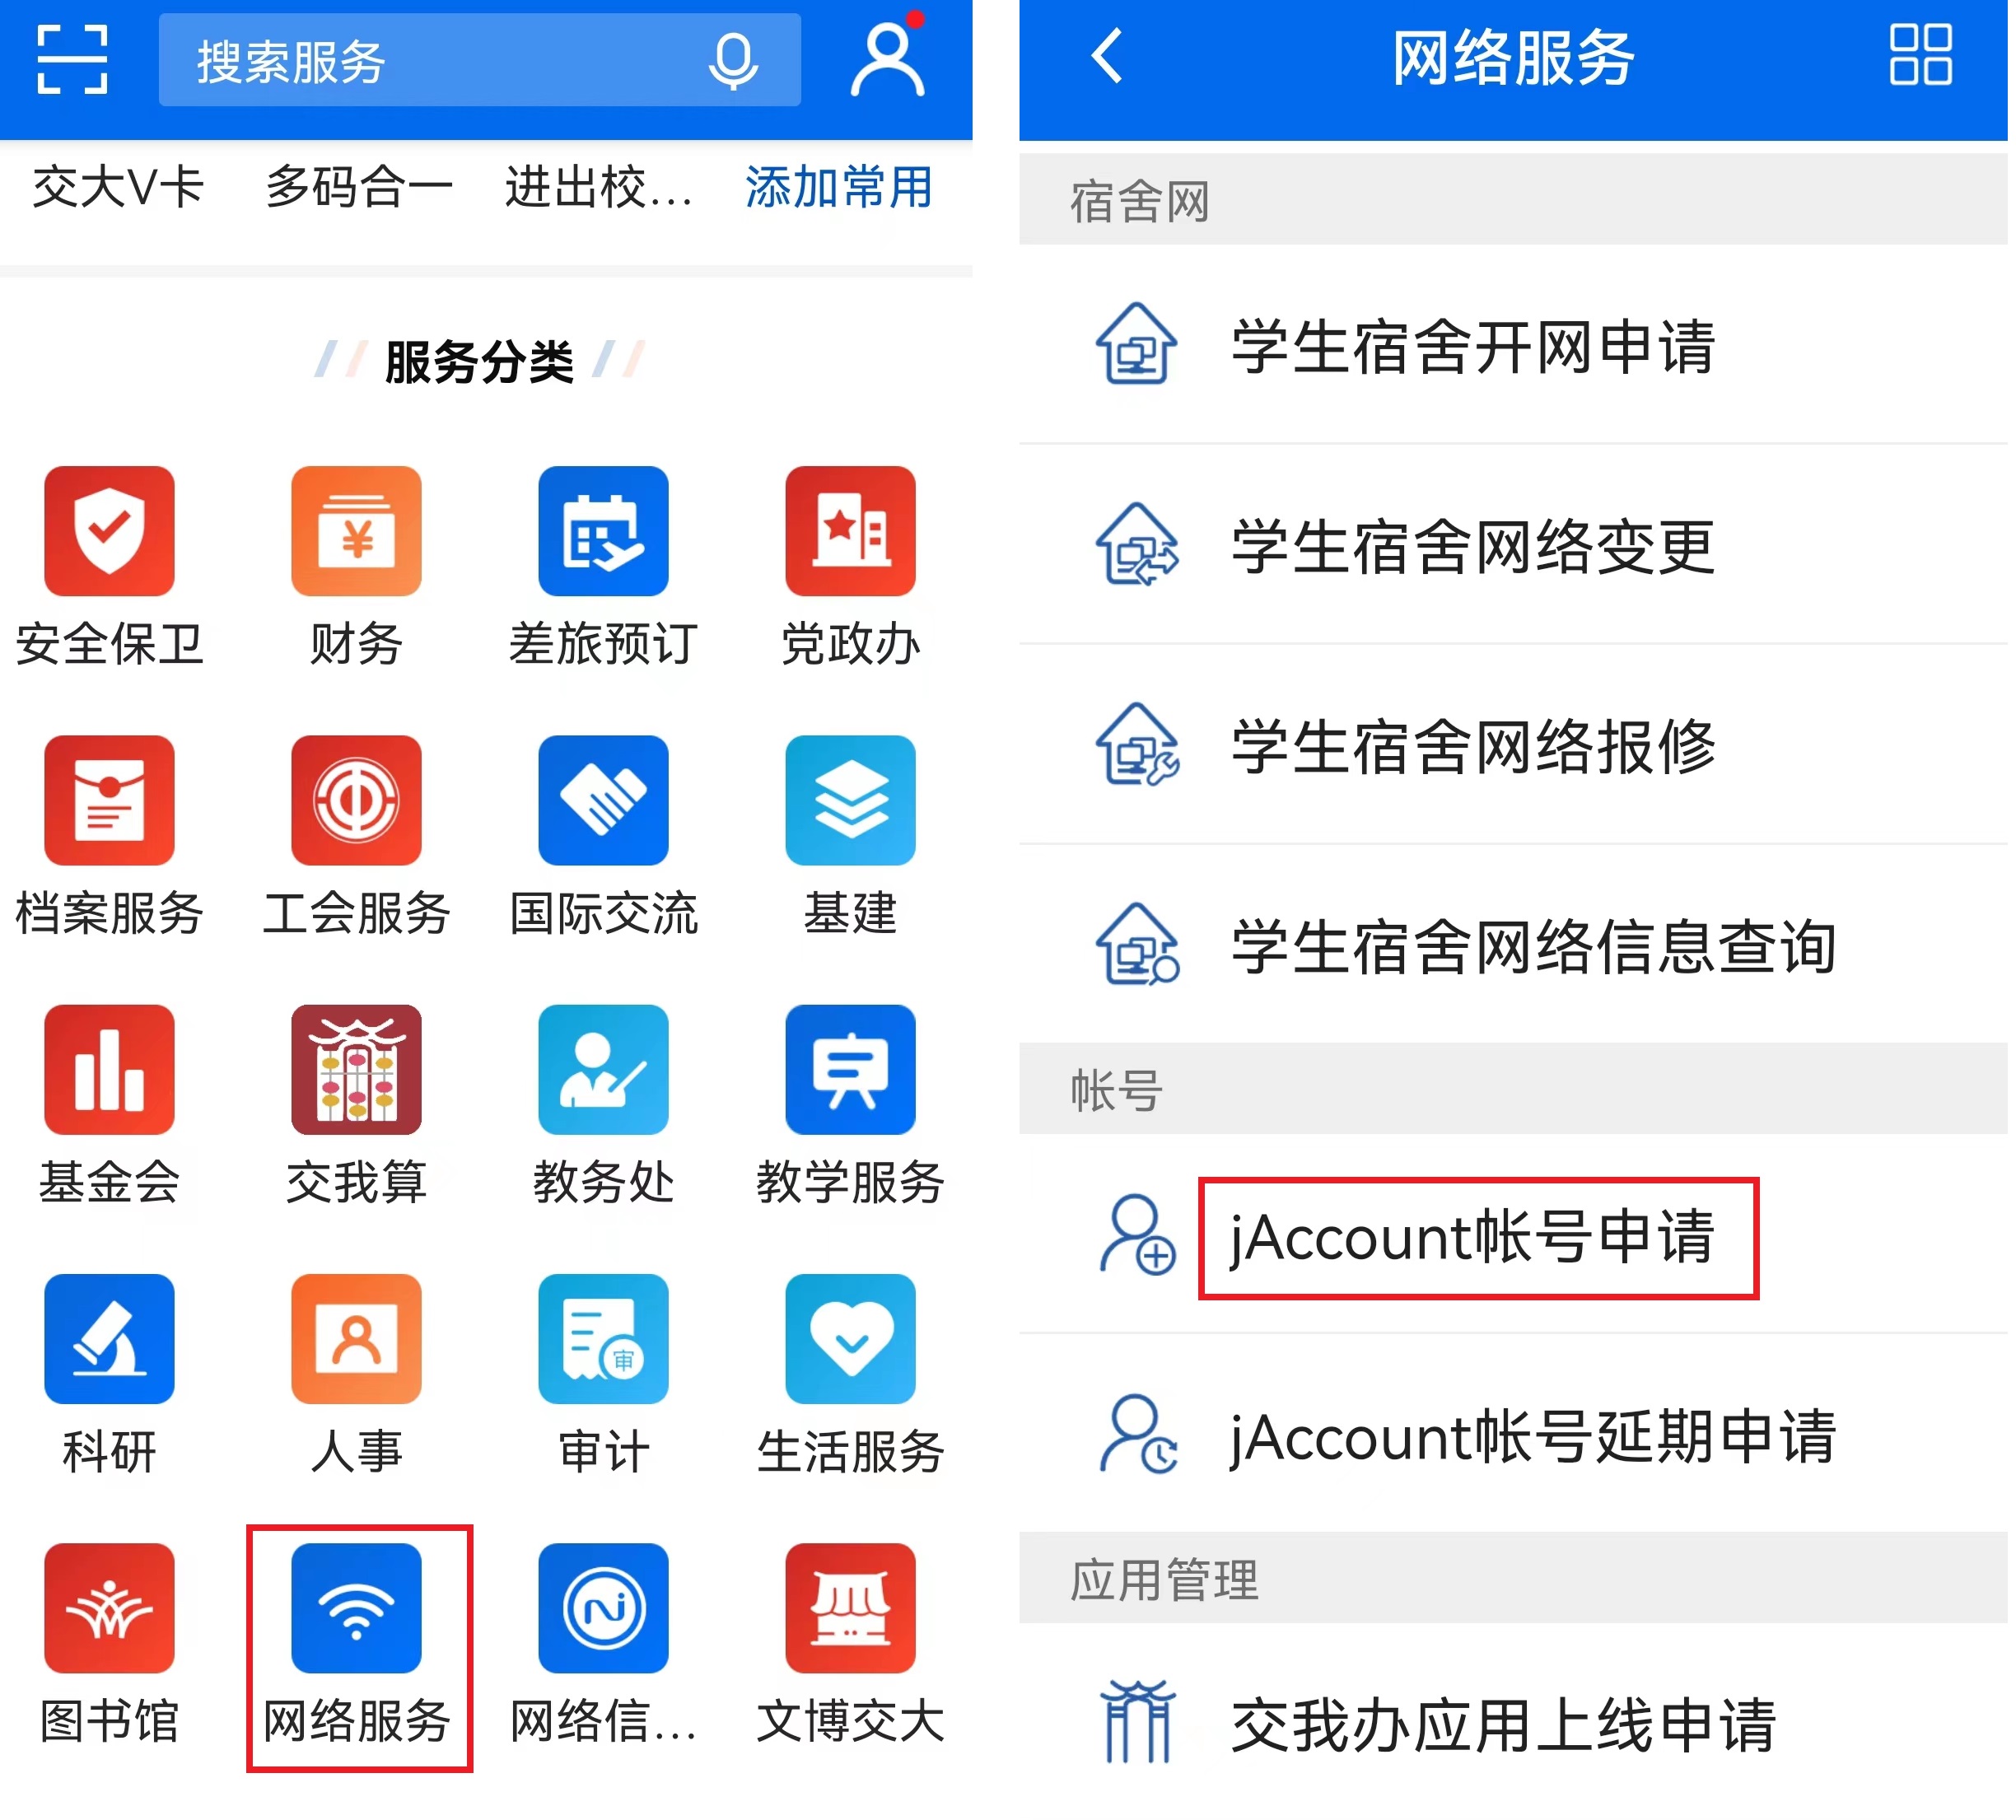 搜索服务
交大V卡 多码合一 进出校... 添加常用
服务分类
安全保卫 财务 差旅预订 党政办
档案服务 工会服务 国际交流 基建
基金会 交我算 教务处 教学服务
审
科研 人事 审计 生活服务
图书馆 网络服务 网络信... 文博交大
网络服务
宿舍网
学生宿舍开网申请
学生宿舍网络变更
学生宿舍网络报修
学生宿舍网络信息查询
帐号
jAccount帐号申请
jAccount帐号延期申请
应用管理
交我办应用上线申请